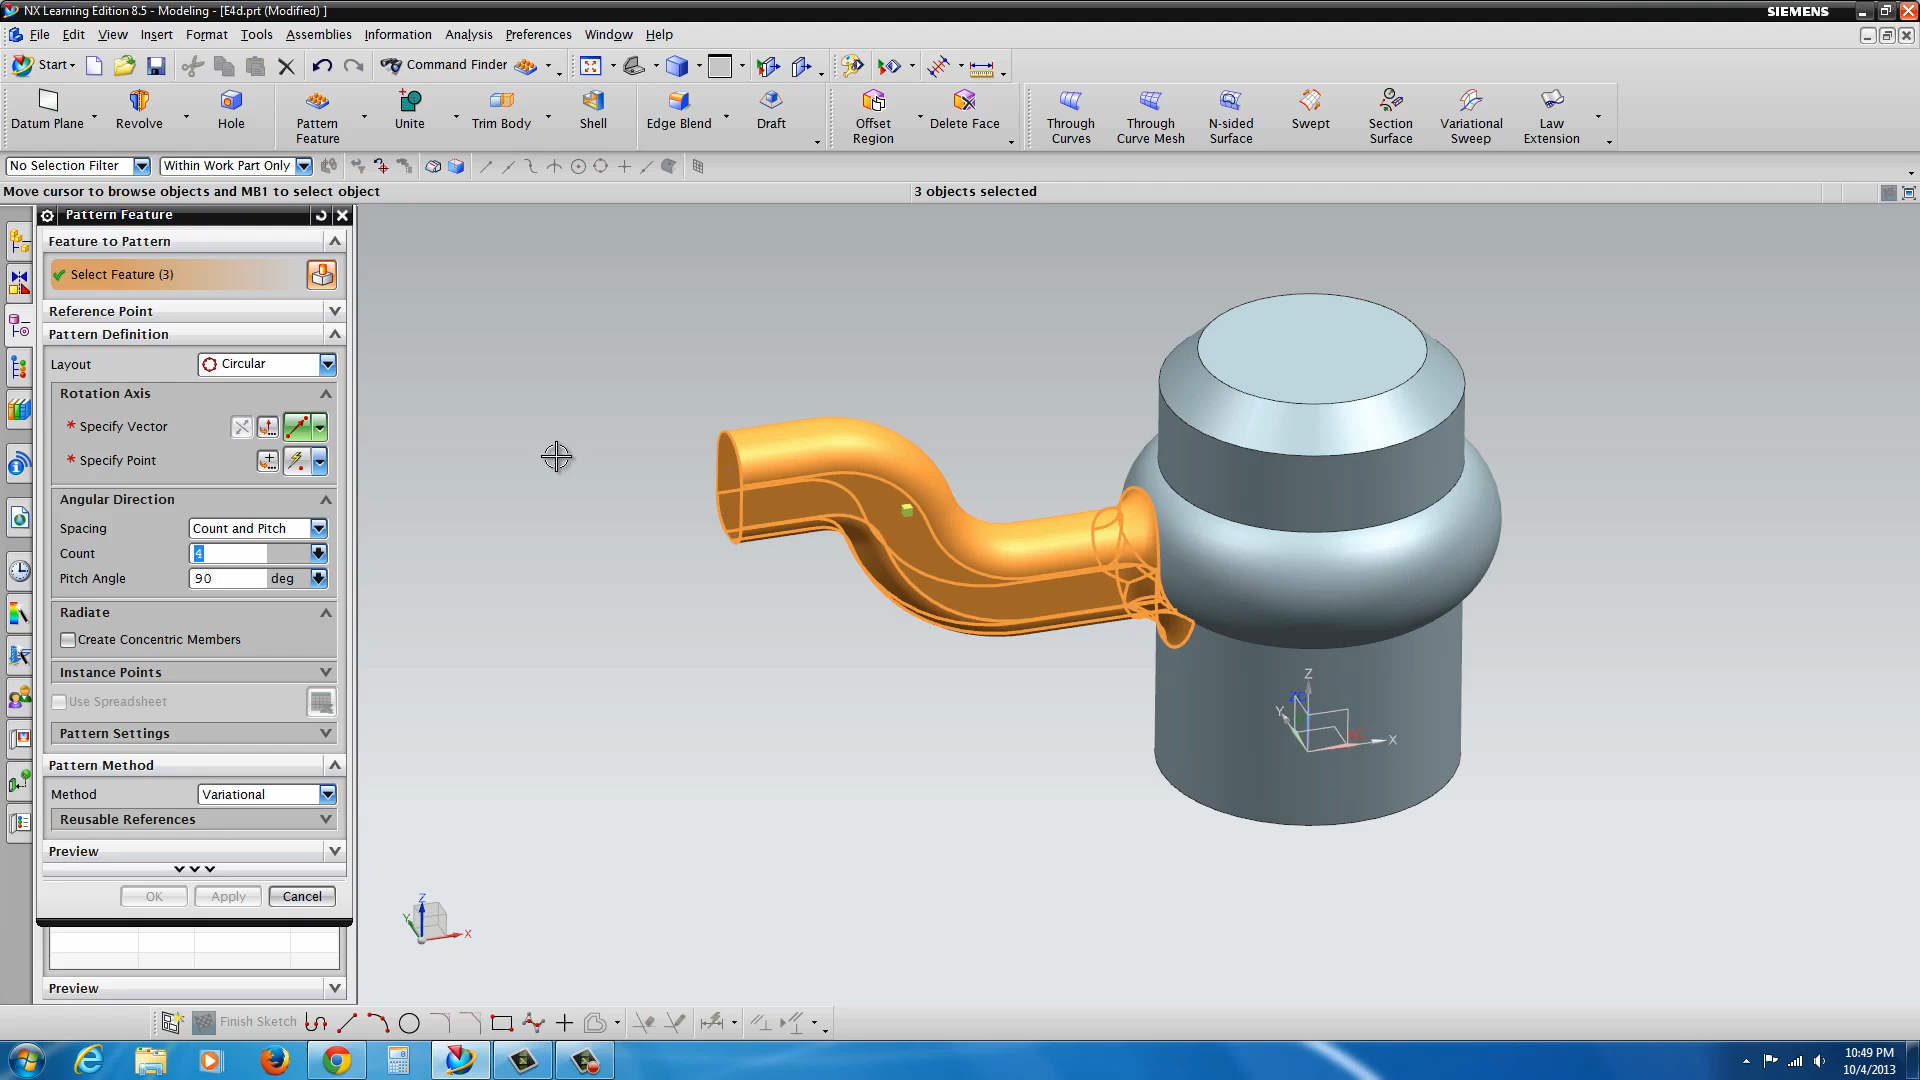 NX Learning Edition 8.5 - Modeling - [E4d.prt (Modified) ]
SIEMENS
File Edit View Insert Format Tools Assemblies Information Analysis Preferences Window Help
Start Command Finder
Datum Plane Revolve Hole Pattern Feature Unite Trim Body Shell Edge Blend Draft Offset Region Delete Face Through Curves Through Curve Mesh N-sided Surface Swept Section Surface Variational Sweep Law Extension
No Selection Filter Within Work Part Only
Move cursor to browse objects and MB1 to select object 3 objects selected
Pattern Feature
Feature to Pattern
Select Feature (3)
Reference Point
Pattern Definition
Layout Circular
Rotation Axis
* Specify Vector
* Specify Point
Angular Direction
Spacing Count and Pitch
Count 4
Pitch Angle 90 deg
Radiate
Create Concentric Members
Instance Points
Use Spreadsheet
Pattern Settings
Pattern Method
Method Variational
Reusable References
Preview
OK Apply Cancel
Preview
Z
Y
X
Z
Y
X
Finish Sketch
10:49 PM
10/4/2013